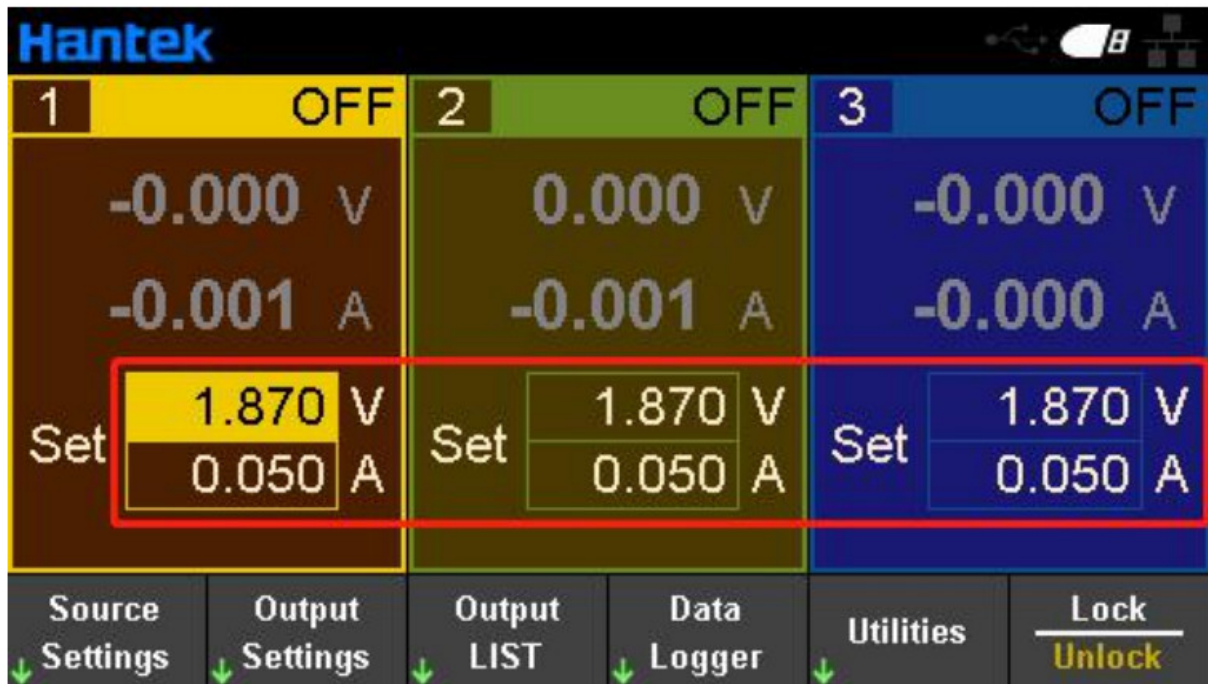 Hantek
1 OFF 2 OFF 3 OFF
-0.000 V 0.000 V -0.000 V
-0.001 A -0.001 A -0.000 A
Set 1.870 V Set 1.870 V Set 1.870 V
0.050 A 0.050 A 0.050 A
Source Settings Output Settings Output LIST Data Logger Utilities Lock
Unlock